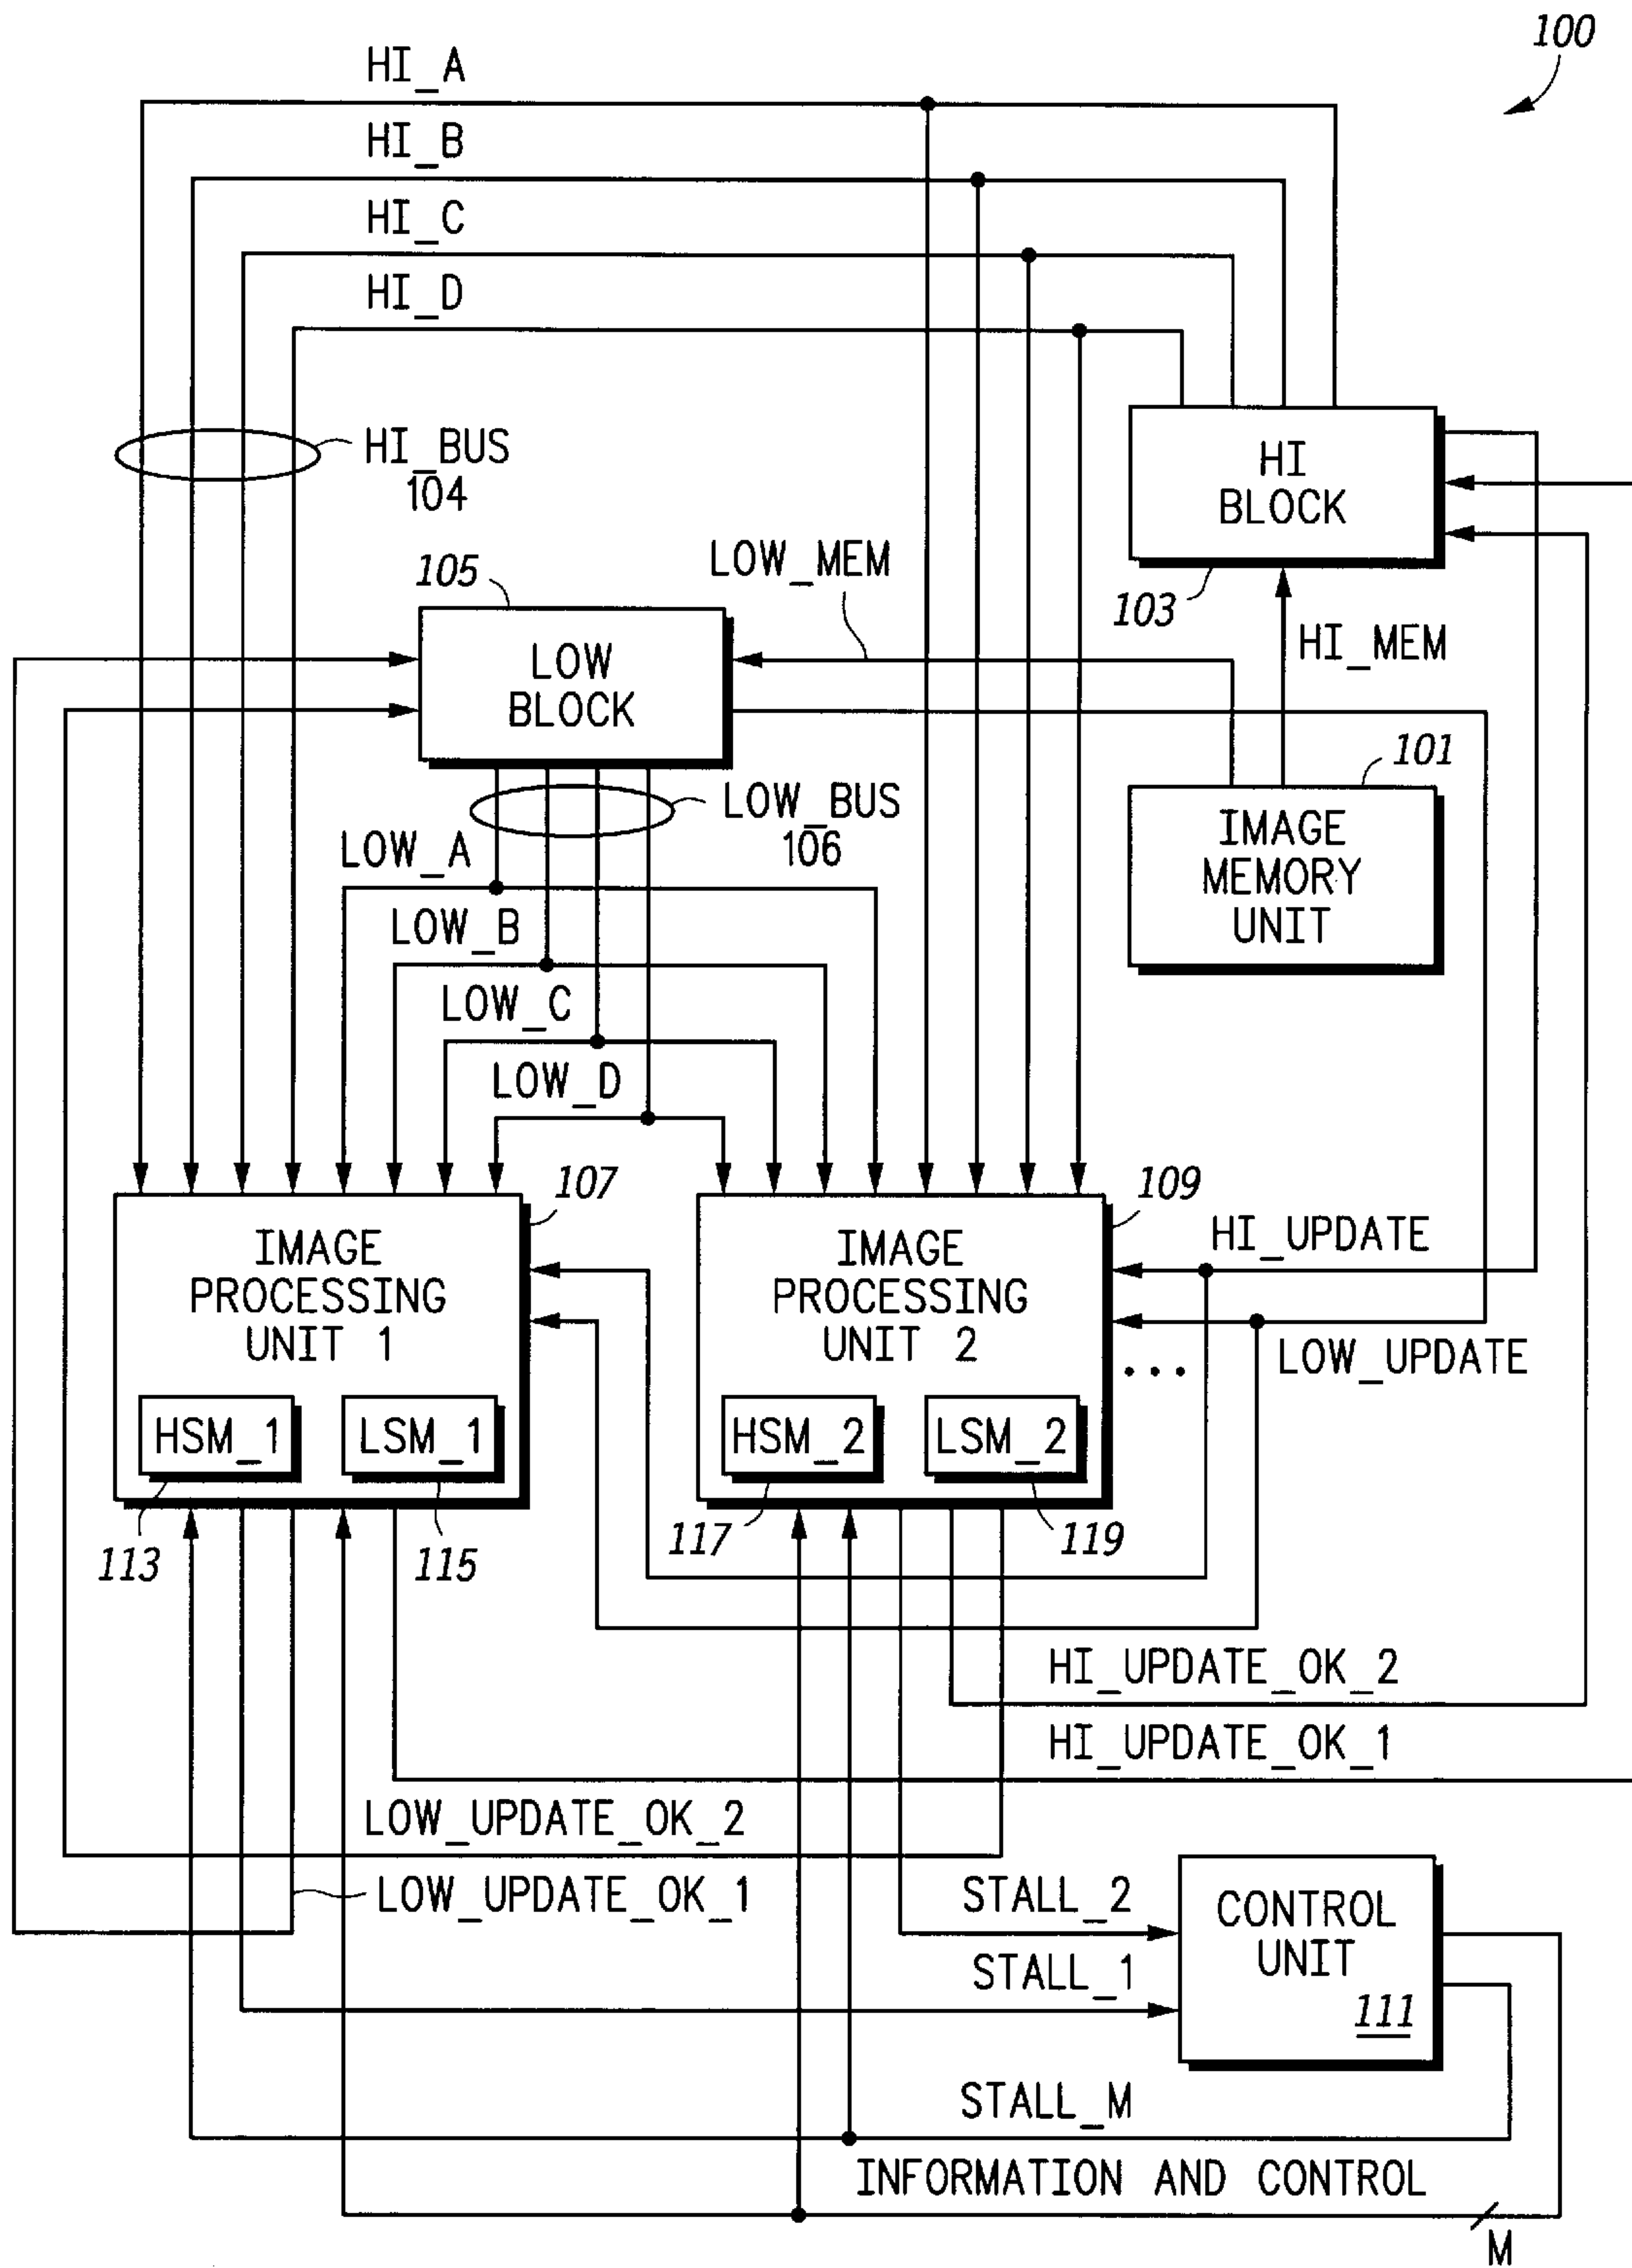 100
HI_A
HI_B
HI_C
HI_D
HI_BUS
104
HI
BLOCK
103
LOW_MEM
105
LOW
BLOCK
HI_MEM
101
IMAGE
MEMORY
UNIT
LOW_BUS
106
LOW_A
LOW_B
LOW_C
LOW_D
107
109
IMAGE
PROCESSING
UNIT 1
IMAGE
PROCESSING
UNIT 2
HI_UPDATE
LOW_UPDATE
...
HSM_1
LSM_1
HSM_2
LSM_2
113
115
117
119
HI_UPDATE_OK_2
HI_UPDATE_OK_1
LOW_UPDATE_OK_2
LOW_UPDATE_OK_1
STALL_2
STALL_1
CONTROL
UNIT
111
STALL_M
INFORMATION AND CONTROL
M